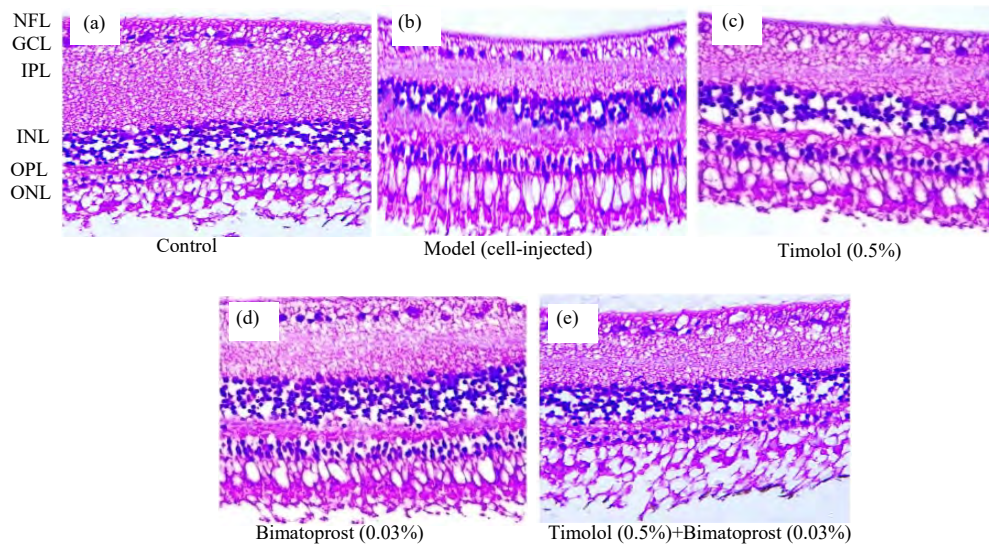 NFL
GCL
IPL
INL
OPL
ONL
(a)
(b)
(c)
Control
Model (cell-injected)
Timolol (0.5%)
(d)
(e)
Bimatoprost (0.03%)
Timolol (0.5%)+Bimatoprost (0.03%)